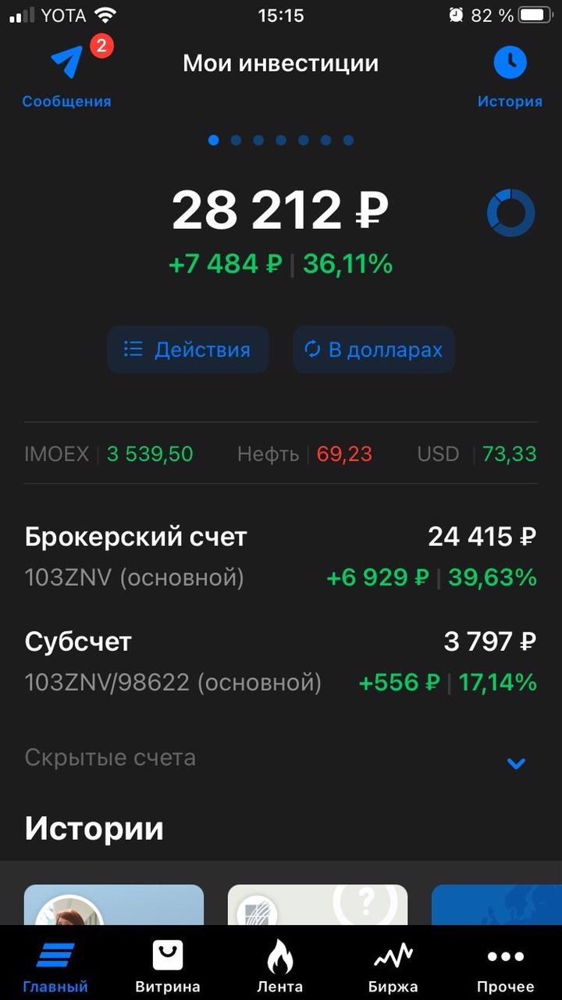 YOTA 15:15 82 %
2
Мои инвестиции
Сообщения История
28 212 ₽
+7 484 ₽ | 36,11%
Действия В долларах
IMOEX | 3 539,50 Нефть | 69,23 USD | 73,33
Брокерский счет 24 415 ₽
103ZNV (основной) +6 929 ₽ | 39,63%
Субсчет 3 797 ₽
103ZNV/98622 (основной) +556 ₽ | 17,14%
Скрытые счета
Истории
?
Главный Витрина Лента Биржа Прочее